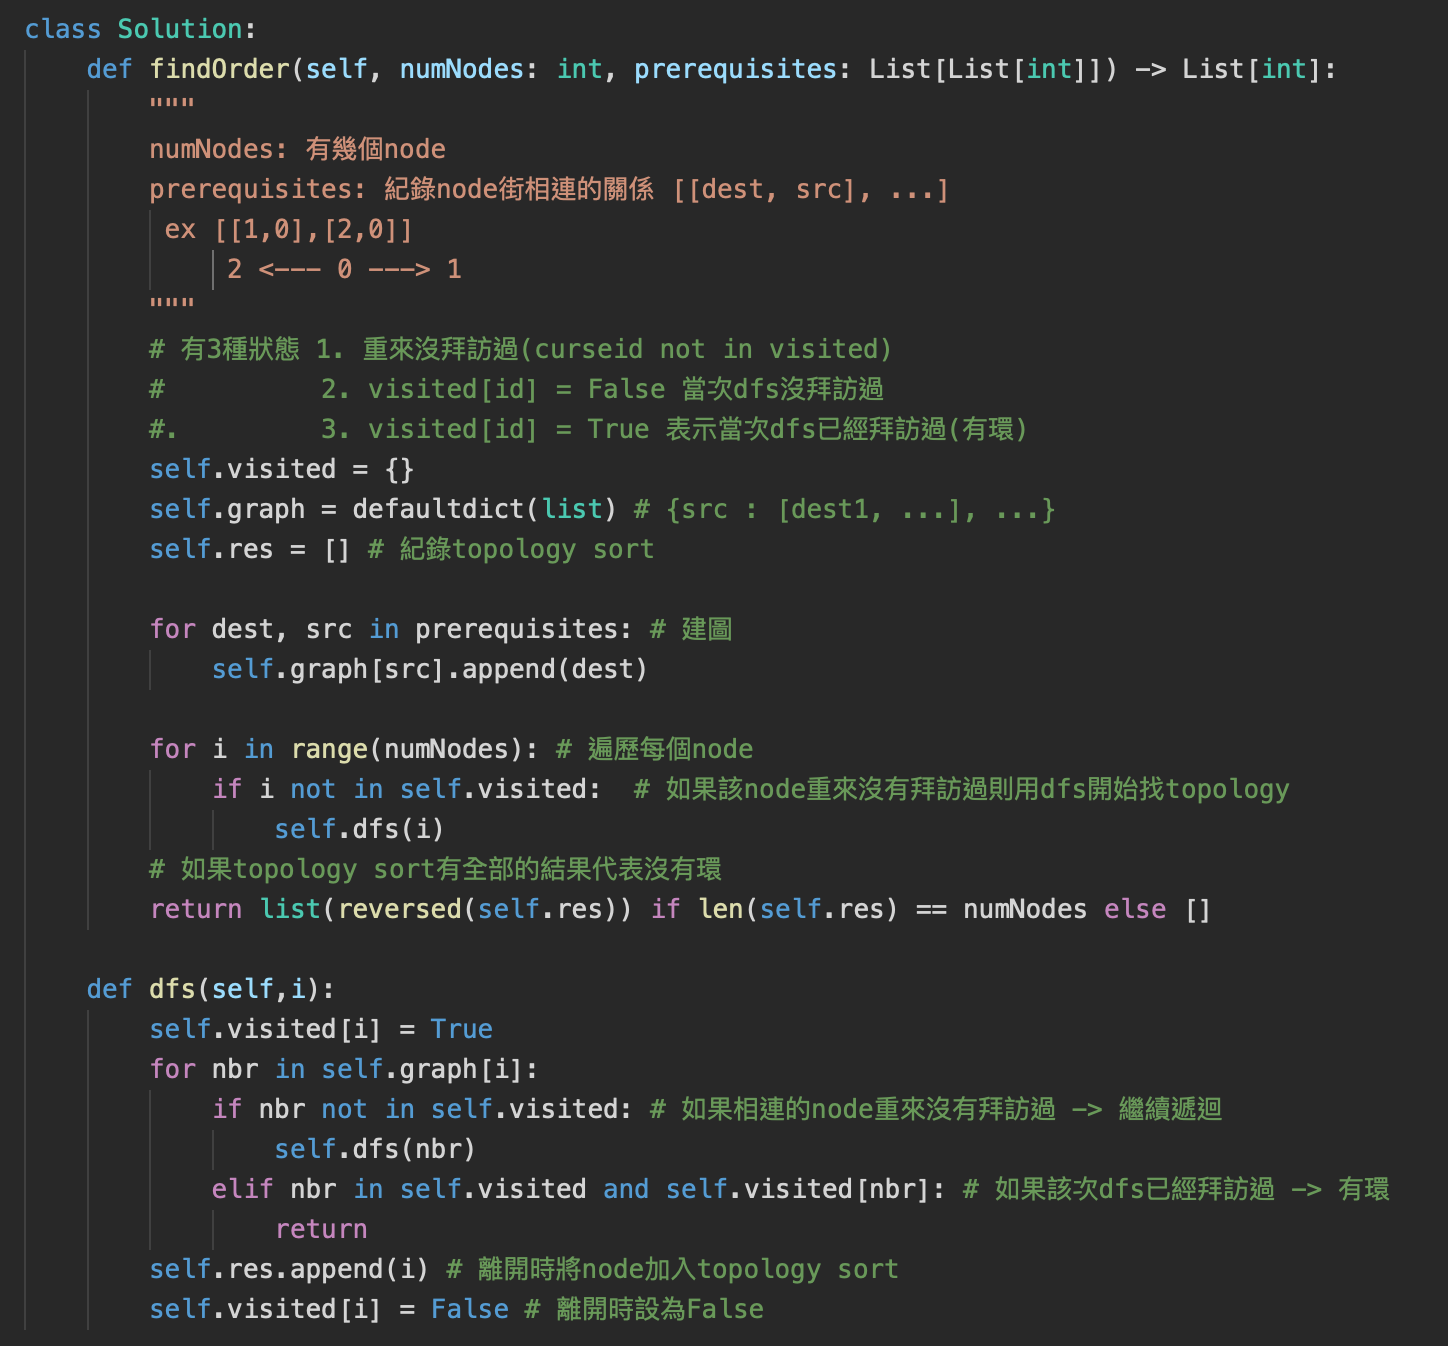 class Solution:
    def findOrder(self, numNodes: int, prerequisites: List[List[int]]) -> List[int]:
        """
        numNodes: 有幾個node
        prerequisites: 紀錄node街相連的關係 [[dest, src], ...]
         ex [[1,0],[2,0]]
             2 <--- 0 ---> 1
        """
        # 有3種狀態 1. 重來沒拜訪過(curseid not in visited)
        #          2. visited[id] = False 當次dfs沒拜訪過
        #.         3. visited[id] = True 表示當次dfs已經拜訪過(有環)
        self.visited = {}
        self.graph = defaultdict(list) # {src : [dest1, ...], ...}
        self.res = [] # 紀錄topology sort

        for dest, src in prerequisites: # 建圖
            self.graph[src].append(dest)

        for i in range(numNodes): # 遍歷每個node
            if i not in self.visited:  # 如果該node重來沒有拜訪過則用dfs開始找topology
                self.dfs(i)
        # 如果topology sort有全部的結果代表沒有環
        return list(reversed(self.res)) if len(self.res) == numNodes else []

    def dfs(self,i):
        self.visited[i] = True
        for nbr in self.graph[i]:
            if nbr not in self.visited: # 如果相連的node重來沒有拜訪過 -> 繼續遞迴
                self.dfs(nbr)
            elif nbr in self.visited and self.visited[nbr]: # 如果該次dfs已經拜訪過 -> 有環
                return
        self.res.append(i) # 離開時將node加入topology sort
        self.visited[i] = False # 離開時設為False